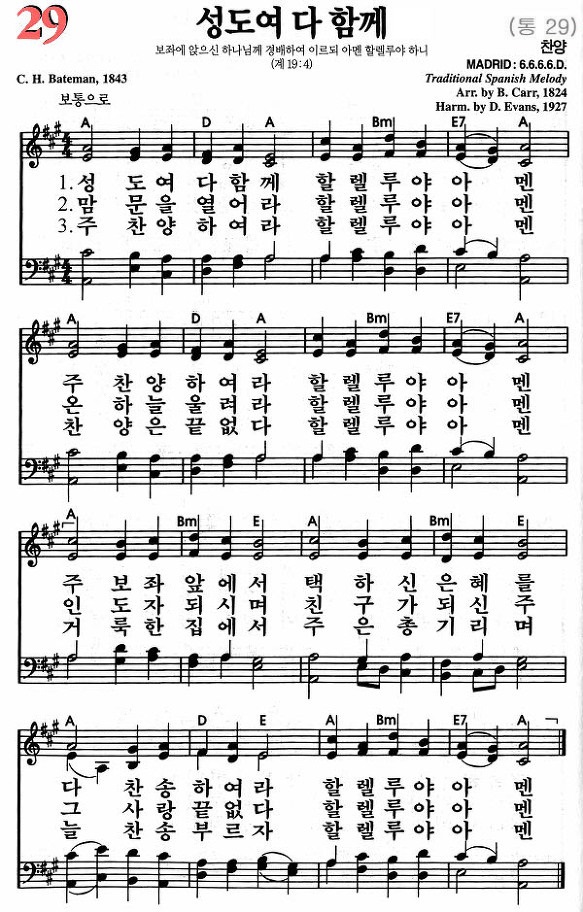 29
성도여 다 함께
(통 29)
찬양
보좌에 앉으신 하나님께 경배하여 이르되 아멘 할렐루야 하니
(계 19:4)
C. H. Bateman, 1843
MADRID : 6.6.6.6.D.
Traditional Spanish Melody
Arr. by B. Carr, 1824
Harm. by D. Evans, 1927
보통으로
A D A Bm E7 A
1. 성 도 여 다 함 께 할 렐 루 야 아 멘
2. 맘 문 을 열 어 라 할 렐 루 야 아 멘
3. 주 찬 양 하 여 라 할 렐 루 야 아 멘
A D A Bm E7 A
주 찬 양 하 여 라 할 렐 루 야 아 멘
온 하 늘 울 려 라 할 렐 루 야 아 멘
찬 양 은 끝 없 다 할 렐 루 야 아 멘
A Bm E A Bm E
주 보 좌 앞 에 서 택 하 신 은 혜 를
인 도 자 되 시 며 친 구 가 되 신 주
거 룩 한 집 에 서 주 은 총 기 리 며
A D E A Bm E7 A
다 찬 송 하 여 라 할 렐 루 야 아 멘
그 사 랑 끝 없 다 할 렐 루 야 아 멘
늘 찬 송 부 르 자 할 렐 루 야 아 멘